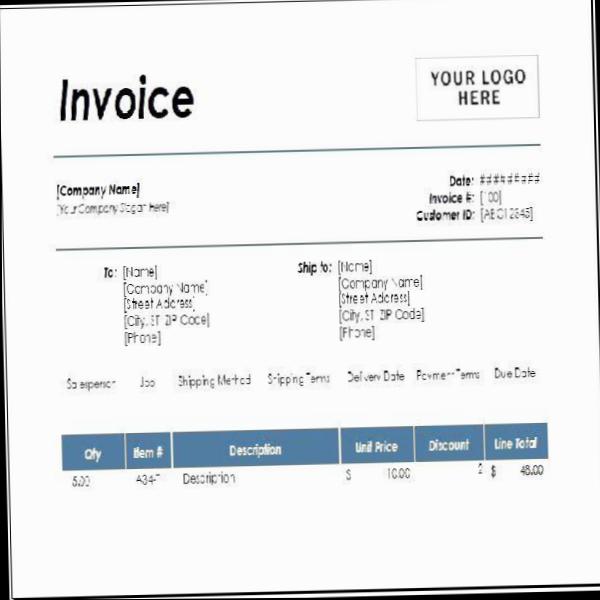 Invoice
YOUR LOGO
HERE
[Company Name]
[Your Company Slogan Here]
Date: #########
Invoice #: [100]
Customer ID: [ABC12345]
To: [Name]
[Company Name]
[Street Address]
[City, ST ZIP Code]
[Phone]
Ship to: [Name]
[Company Name]
[Street Address]
[City, ST ZIP Code]
[Phone]
Salesperson Job Shipping Method Shipping Terms Delivery Date Payment Terms Due Date
Qty Item # Description Unit Price Discount Line Total
5.00 Description $ 10.00 2 $ 48.00